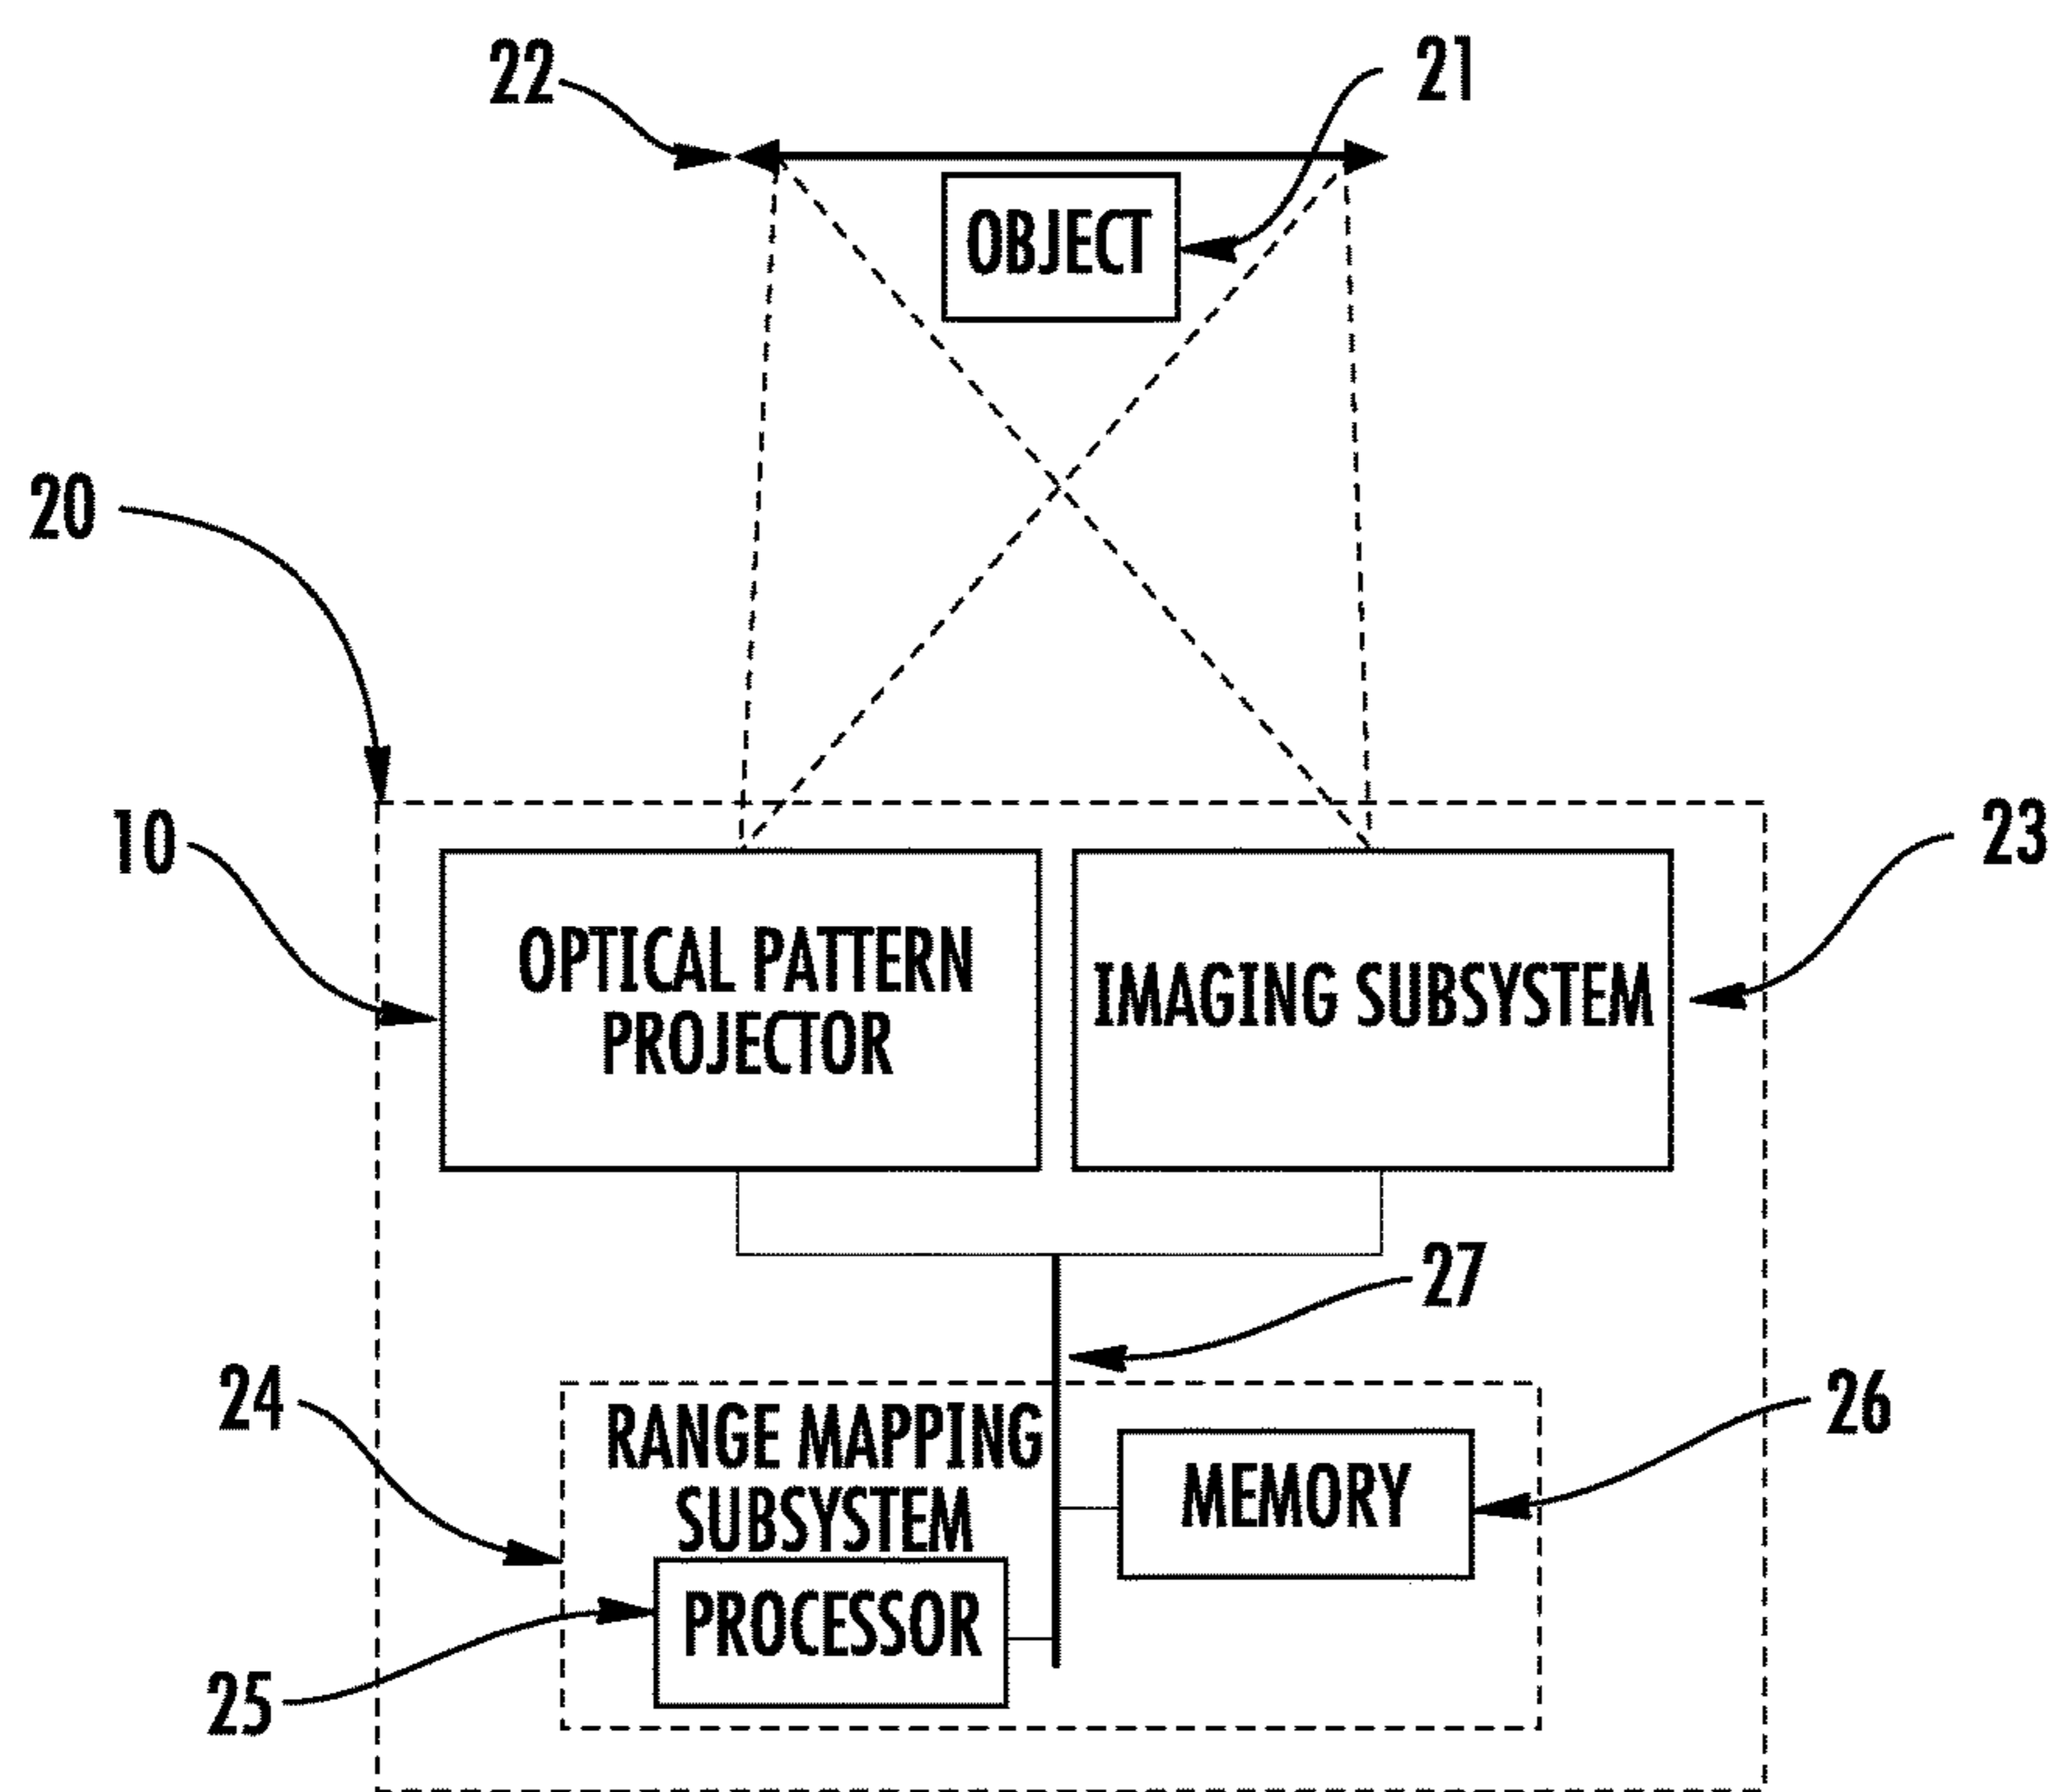 22
21
OBJECT
20
10
23
OPTICAL PATTERN
PROJECTOR
IMAGING SUBSYSTEM
27
24
RANGE MAPPING
SUBSYSTEM
26
MEMORY
PROCESSOR
25